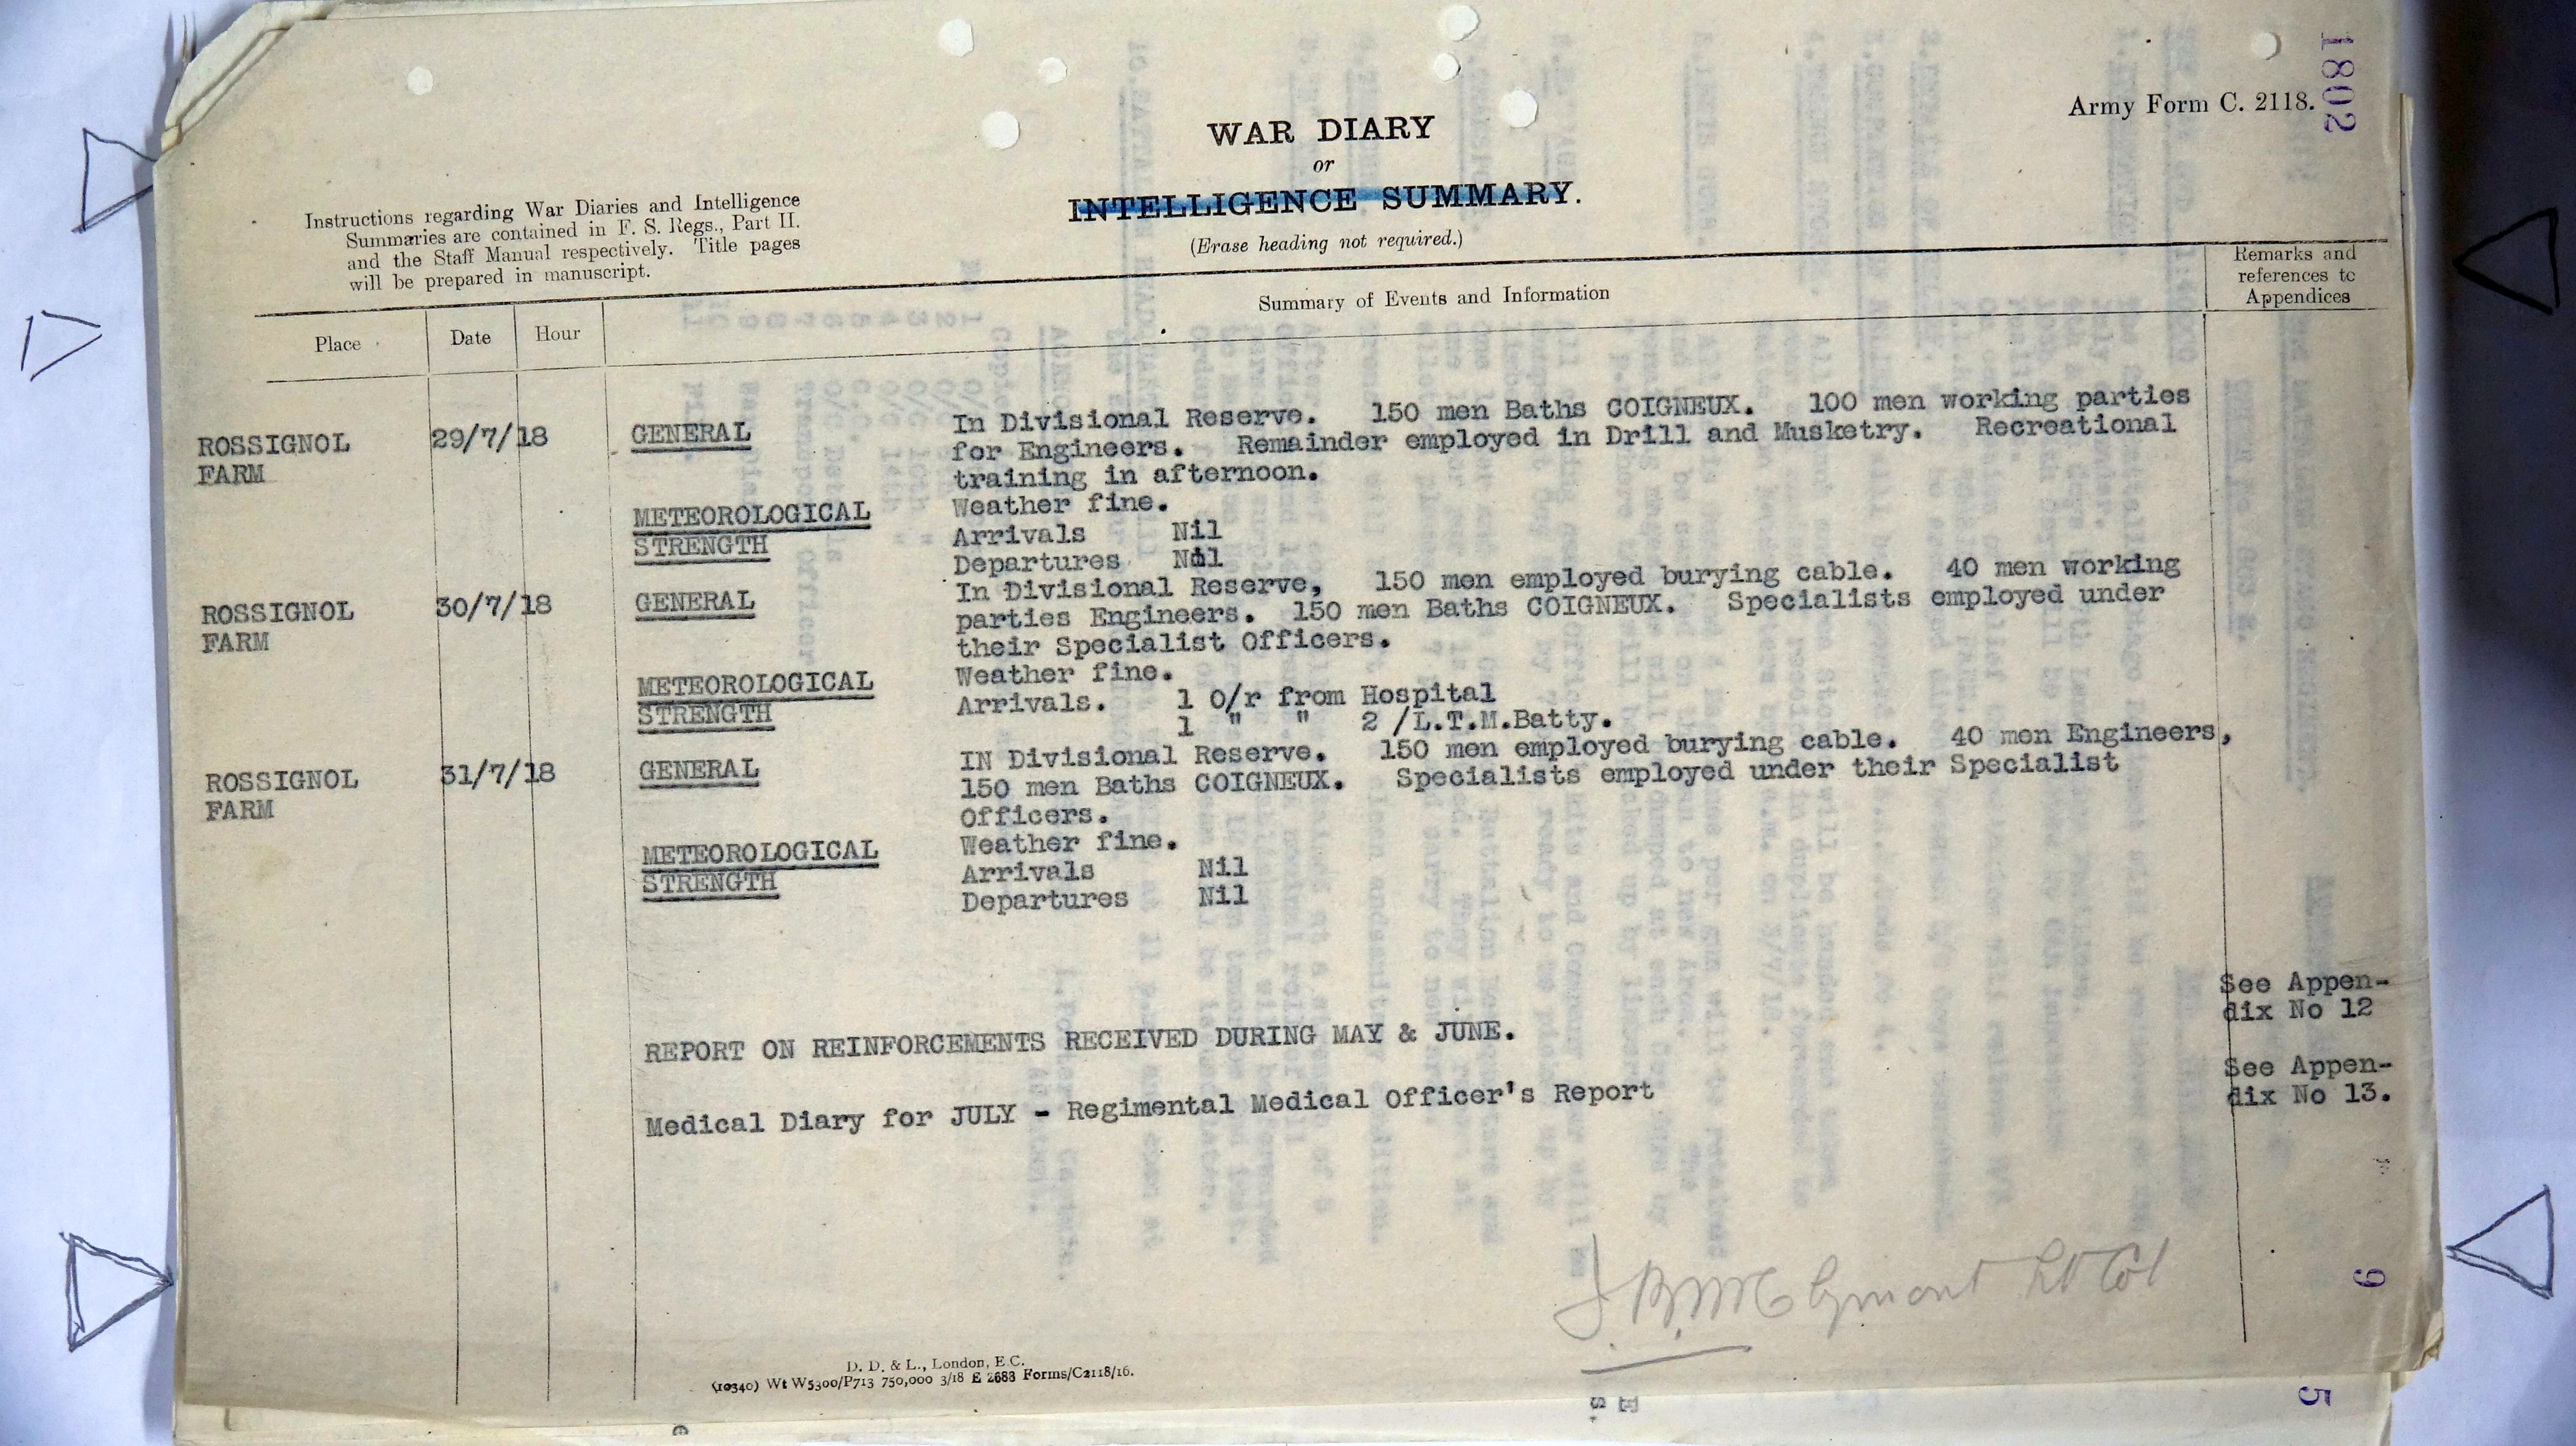 1802
Army Form C. 2118.
WAR DIARY
or
INTELLIGENCE SUMMARY.
(Erase heading not required.)
Instructions regarding War Diaries and Intelligence
Summaries are contained in F. S. Regs., Part II.
and the Staff Manual respectively. Title pages
will be prepared in manuscript.
Place Date Hour Summary of Events and Information
Remarks and
references to
Appendices
ROSSIGNOL
FARM
29/7/18
GENERAL
In Divisional Reserve. 150 men Baths COIGNEUX. 100 men working parties
for Engineers. Remainder employed in Drill and Musketry. Recreational
training in afternoon.
METEOROLOGICAL Weather fine.
STRENGTH Arrivals Nil
Departures Nil
ROSSIGNOL
FARM
30/7/18
GENERAL
In Divisional Reserve, 150 men employed burying cable. 40 men working
parties Engineers. 150 men Baths COIGNEUX. Specialists employed under
their Specialist Officers.
METEOROLOGICAL Weather fine.
STRENGTH Arrivals. 1 O/r from Hospital
1 " " 2 /L.T.M.Batty.
ROSSIGNOL
FARM
31/7/18
GENERAL
IN Divisional Reserve. 150 men employed burying cable. 40 men Engineers,
150 men Baths COIGNEUX. Specialists employed under their Specialist
Officers.
METEOROLOGICAL Weather fine.
STRENGTH Arrivals Nil
Departures Nil
REPORT ON REINFORCEMENTS RECEIVED DURING MAY & JUNE.
See Appen-
dix No 12
Medical Diary for JULY - Regimental Medical Officer's Report
See Appen-
dix No 13.
9
Lt Col
D. D. & L., London, E.C.
(10340) Wt W5300/P713 750,000 3/18 E 2688 Forms/C2118/16.
5